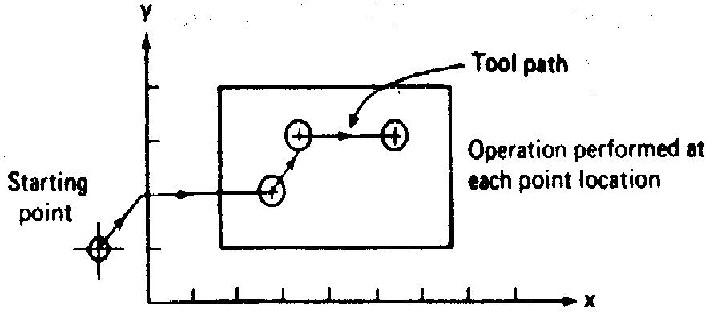 Y
Tool path
Operation performed at
each point location
Starting
point
x